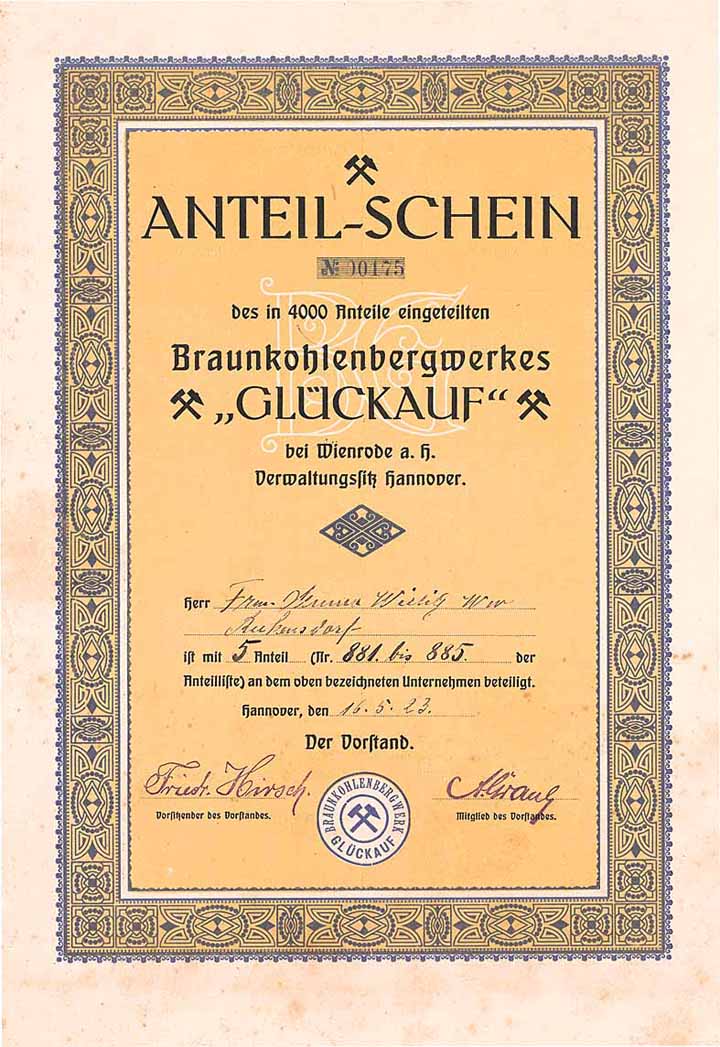 ANTEIL-SCHEIN
№ 00175
BG
des in 4000 Anteile eingeteilten
Braunkohlenbergwerkes
„GLÜCKAUF“
bei Wienrode a. H.
Verwaltungssitz Hannover.
Herr Frau
ist mit 5 Anteil (Nr. 881. bis 885. der
Anteilliste) an dem oben bezeichneten Unternehmen beteiligt.
Hannover, den 16. 5. 23.
Der Vorstand.
Friedr. Hirsch.
Vorsitzender des Vorstandes.
Mitglied des Vorstandes.
BRAUNKOHLENBERGWERK
GLÜCKAUF